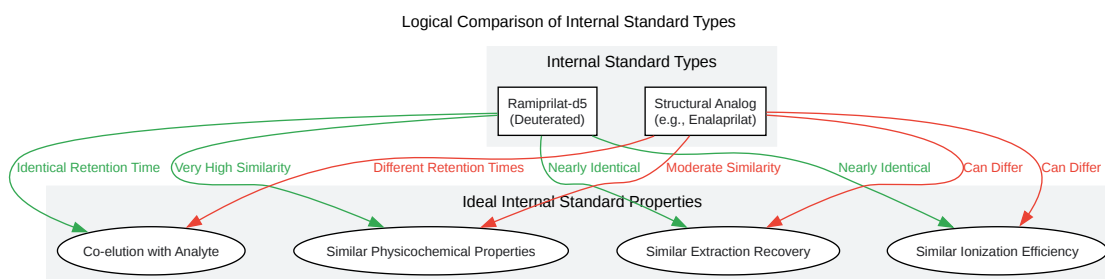 Logical Comparison of Internal Standard Types
Internal Standard Types
Ramiprilat-d5
(Deuterated)
Structural Analog
(e.g., Enalaprilat)
Identical Retention Time
Very High Similarity
Different Retention Times
Nearly Identical
Moderate Similarity
Nearly Identical
Can Differ
Can Differ
Ideal Internal Standard Properties
Co-elution with Analyte
Similar Physicochemical Properties
Similar Extraction Recovery
Similar Ionization Efficiency